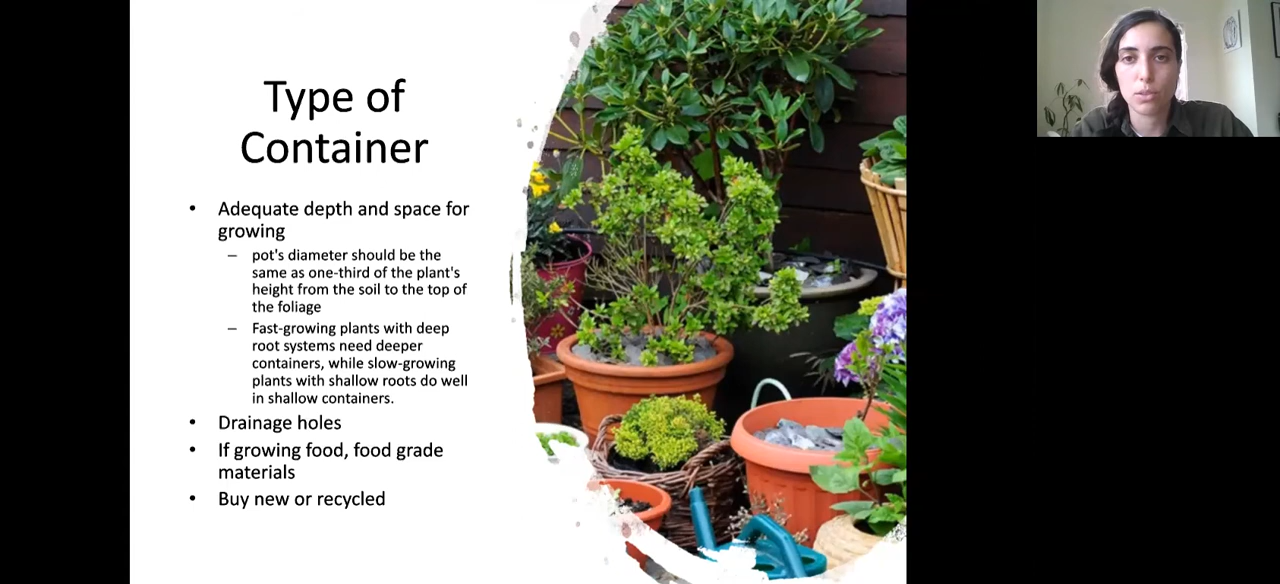 Type of
Container
• Adequate depth and space for
growing
– pot's diameter should be the
same as one-third of the plant's
height from the soil to the top of
the foliage
– Fast-growing plants with deep
root systems need deeper
containers, while slow-growing
plants with shallow roots do well
in shallow containers.
• Drainage holes
• If growing food, food grade
materials
• Buy new or recycled